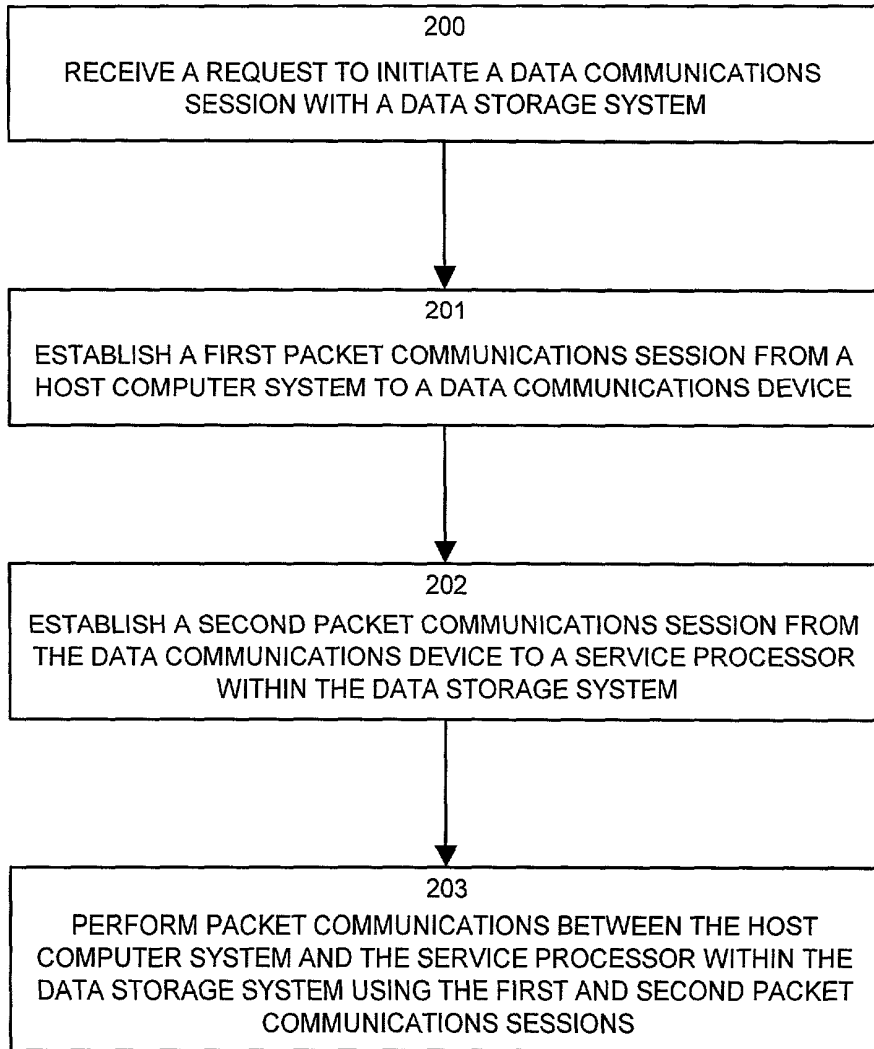 200
RECEIVE A REQUEST TO INITIATE A DATA COMMUNICATIONS
SESSION WITH A DATA STORAGE SYSTEM
201
ESTABLISH A FIRST PACKET COMMUNICATIONS SESSION FROM A
HOST COMPUTER SYSTEM TO A DATA COMMUNICATIONS DEVICE
202
ESTABLISH A SECOND PACKET COMMUNICATIONS SESSION FROM
THE DATA COMMUNICATIONS DEVICE TO A SERVICE PROCESSOR
WITHIN THE DATA STORAGE SYSTEM
203
PERFORM PACKET COMMUNICATIONS BETWEEN THE HOST
COMPUTER SYSTEM AND THE SERVICE PROCESSOR WITHIN THE
DATA STORAGE SYSTEM USING THE FIRST AND SECOND PACKET
COMMUNICATIONS SESSIONS